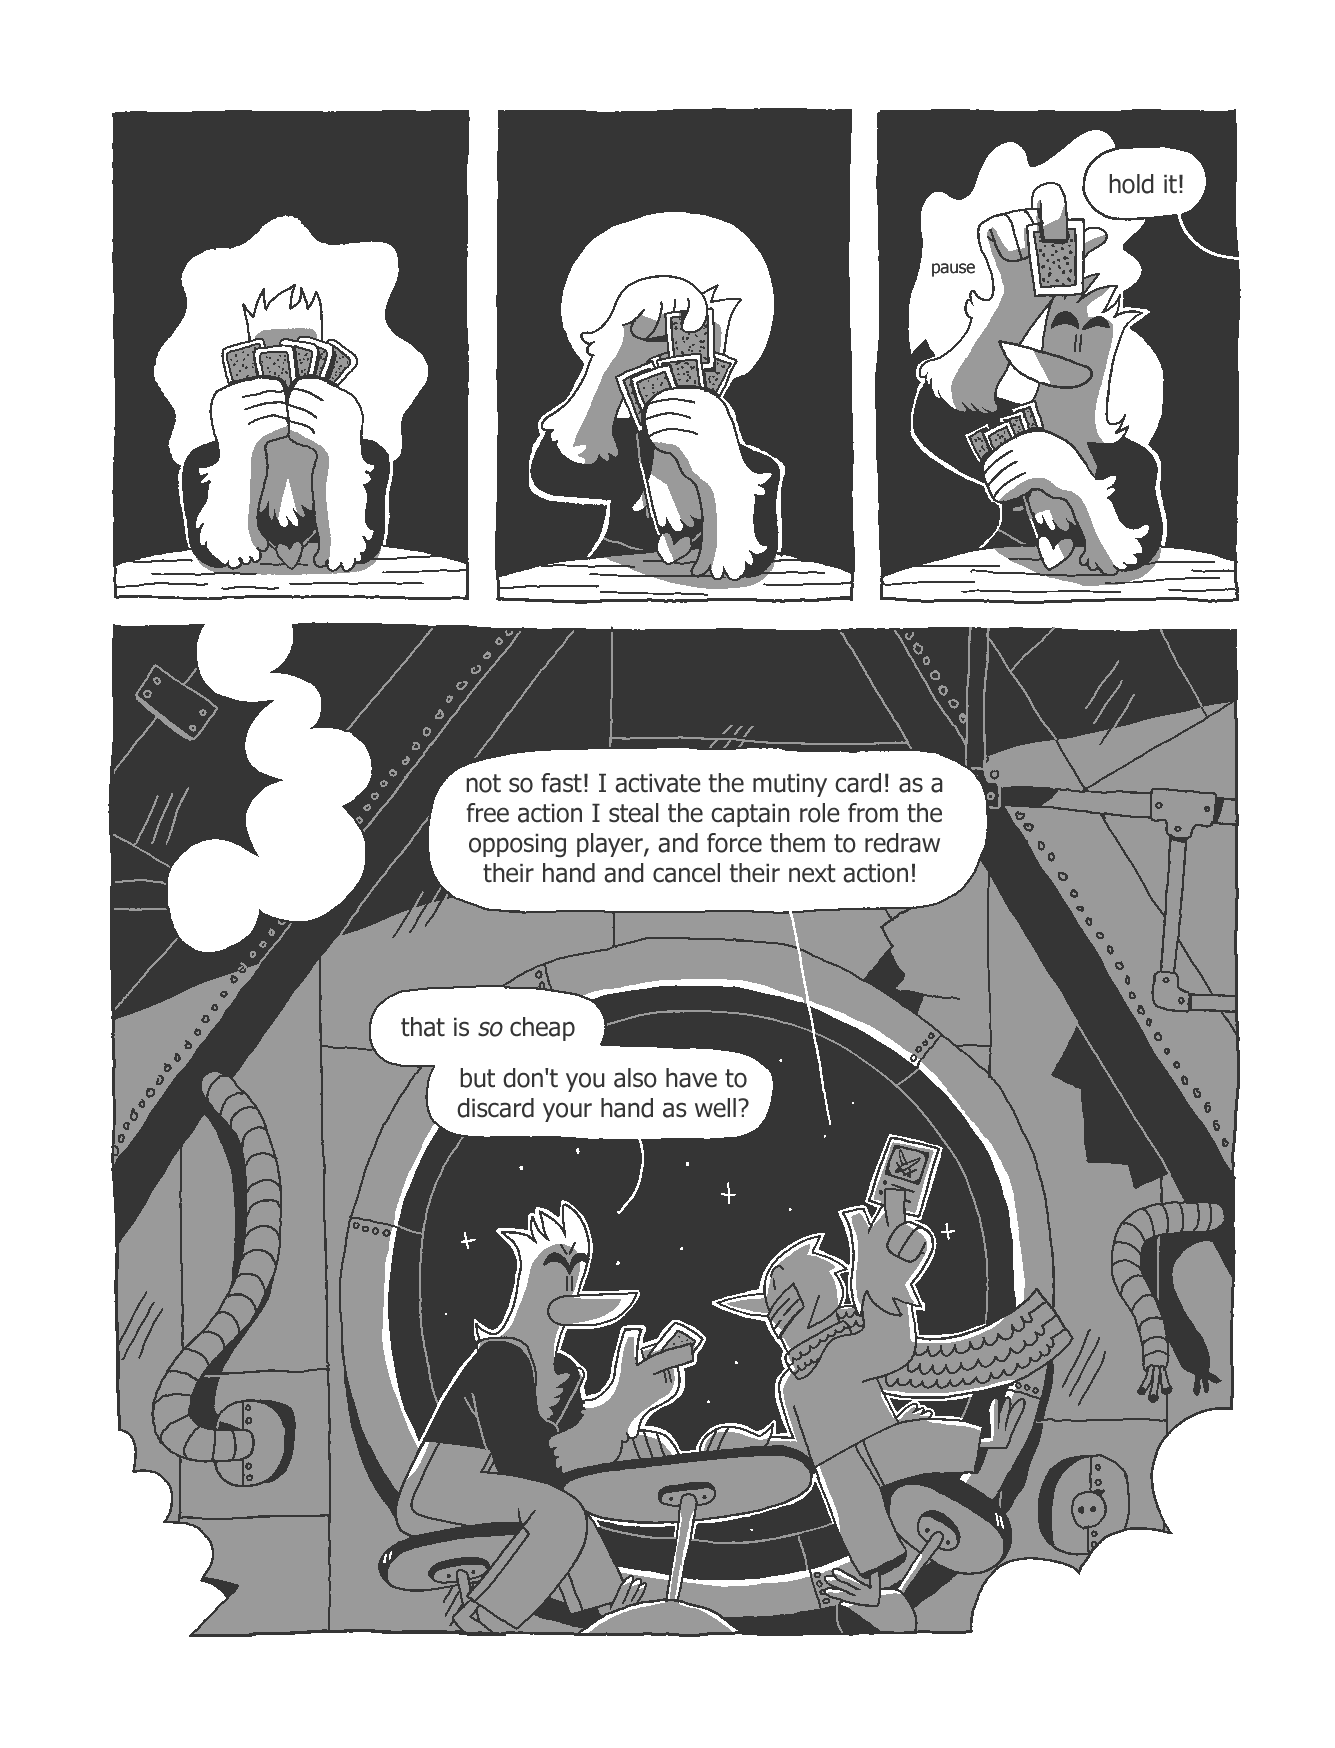 hold it!
pause
not so fast! I activate the mutiny card! as a
free action I steal the captain role from the
opposing player, and force them to redraw
their hand and cancel their next action!
that is so cheap
but don't you also have to
discard your hand as well?